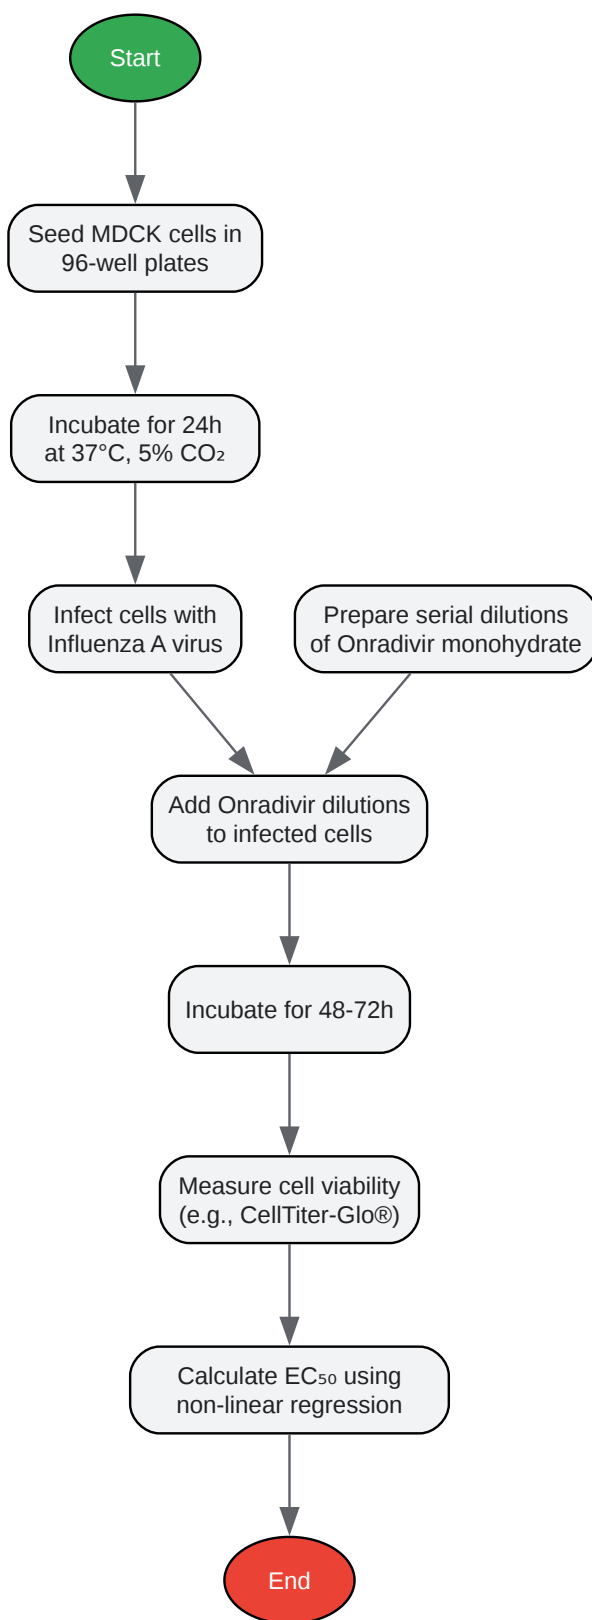 Start
Seed MDCK cells in
96-well plates
Incubate for 24h
at 37°C, 5% CO₂
Infect cells with
Influenza A virus
Prepare serial dilutions
of Onradivir monohydrate
Add Onradivir dilutions
to infected cells
Incubate for 48-72h
Measure cell viability
(e.g., CellTiter-Glo®)
Calculate EC₅₀ using
non-linear regression
End